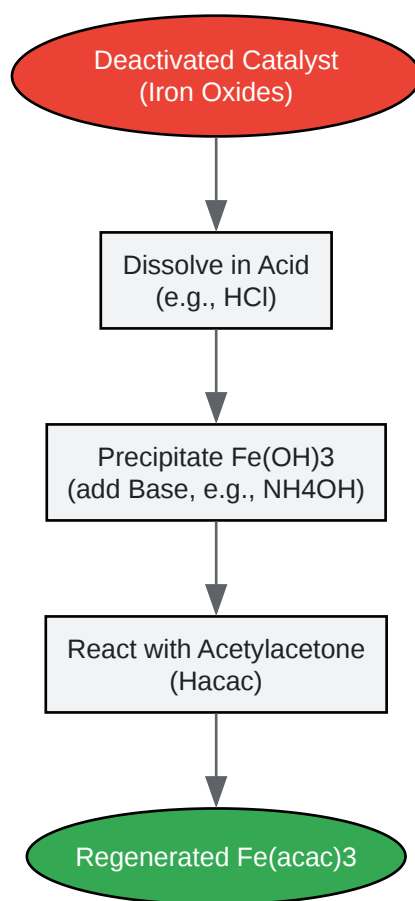 Deactivated Catalyst
(Iron Oxides)
Dissolve in Acid
(e.g., HCl)
Precipitate Fe(OH)3
(add Base, e.g., NH4OH)
React with Acetylacetone
(Hacac)
Regenerated Fe(acac)3